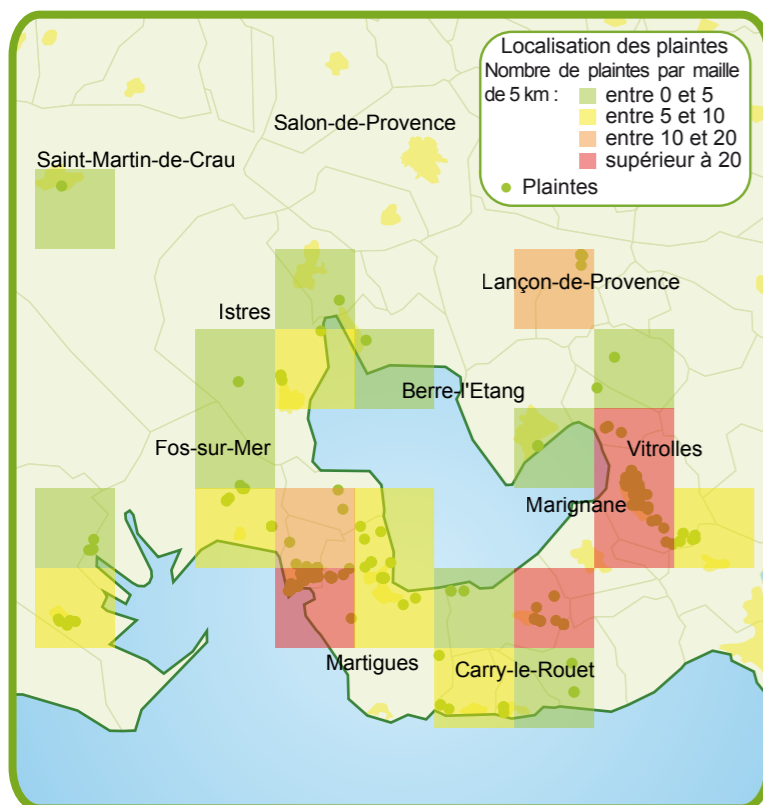 Localisation des plaintes
Nombre de plaintes par maille
de 5 km :
entre 0 et 5
entre 5 et 10
entre 10 et 20
supérieur à 20
Plaintes
Salon-de-Provence
Saint-Martin-de-Crau
Lançon-de-Provence
Istres
Berre-l'Etang
Fos-sur-Mer
Vitrolles
Marignane
Martigues
Carry-le-Rouet